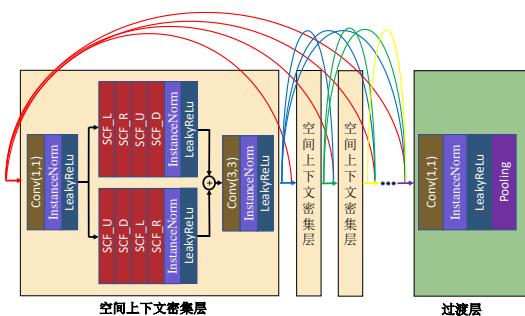 Conv(1,1)
InstanceNorm
LeakyReLu
SCF_L
SCF_R
SCF_U
SCF_D
InstanceNorm
LeakyReLu
SCF_U
SCF_D
SCF_L
SCF_R
InstanceNorm
LeakyReLu
Conv(3,3)
空间上下文密集层
空间上下文密集层
Conv(1,1)
InstanceNorm
LeakyReLu
Pooling
空间上下文密集层
过渡层